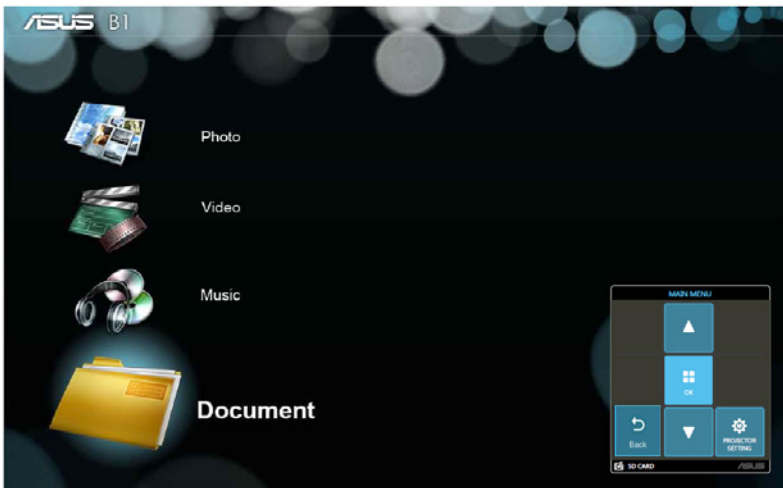 ASUS B1
Photo
Video
Music
Document
MAIN MENU
OK
Back
PROJECTOR
SETTING
SD CARD
ASUS